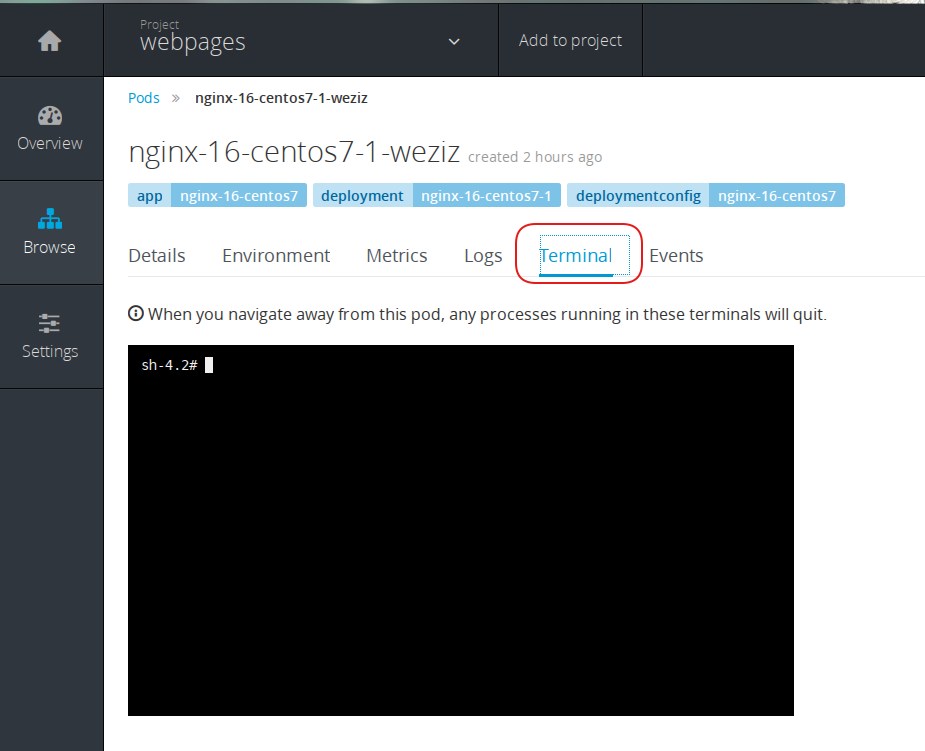 Project
webpages
Add to project
Overview
Browse
Settings
Pods » nginx-16-centos7-1-weziz
nginx-16-centos7-1-weziz created 2 hours ago
app nginx-16-centos7 deployment nginx-16-centos7-1 deploymentconfig nginx-16-centos7
Details Environment Metrics Logs Terminal Events
When you navigate away from this pod, any processes running in these terminals will quit.
sh-4.2#